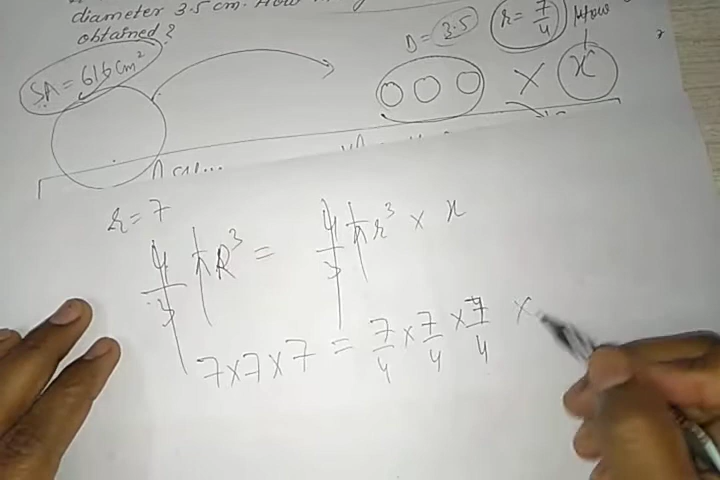 diameter 3.5 cm. How
obtained?
D = 3.5
r = 7/4
How
SA = 616 cm²
× x
r = 7
4/3 πR³ = 4/3 πr³ × x
7×7×7 = 7/4 × 7/4 × 7/4 ×